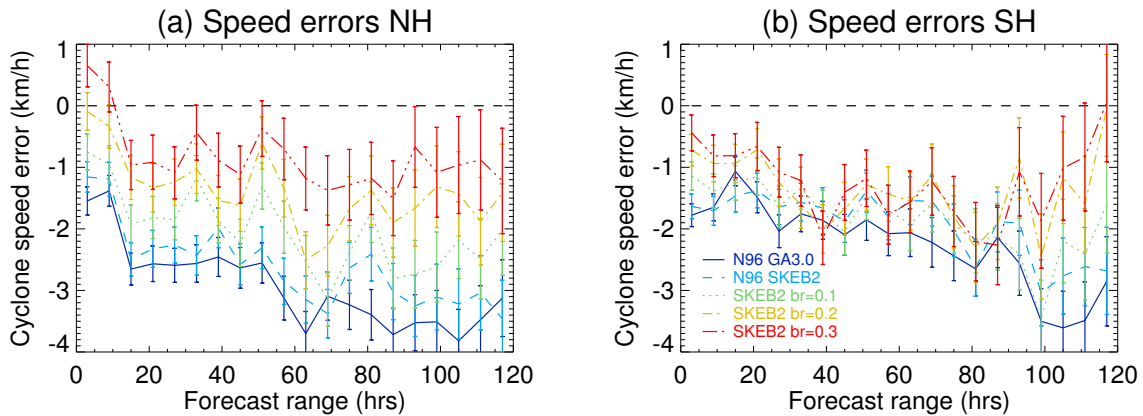 (a) Speed errors NH
Cyclone speed error (km/h)
1
0
-1
-2
-3
-4
0 20 40 60 80 100 120
Forecast range (hrs)
(b) Speed errors SH
Cyclone speed error (km/h)
1
0
-1
-2
-3
-4
N96 GA3.0
N96 SKEB2
SKEB2 br=0.1
SKEB2 br=0.2
SKEB2 br=0.3
0 20 40 60 80 100 120
Forecast range (hrs)